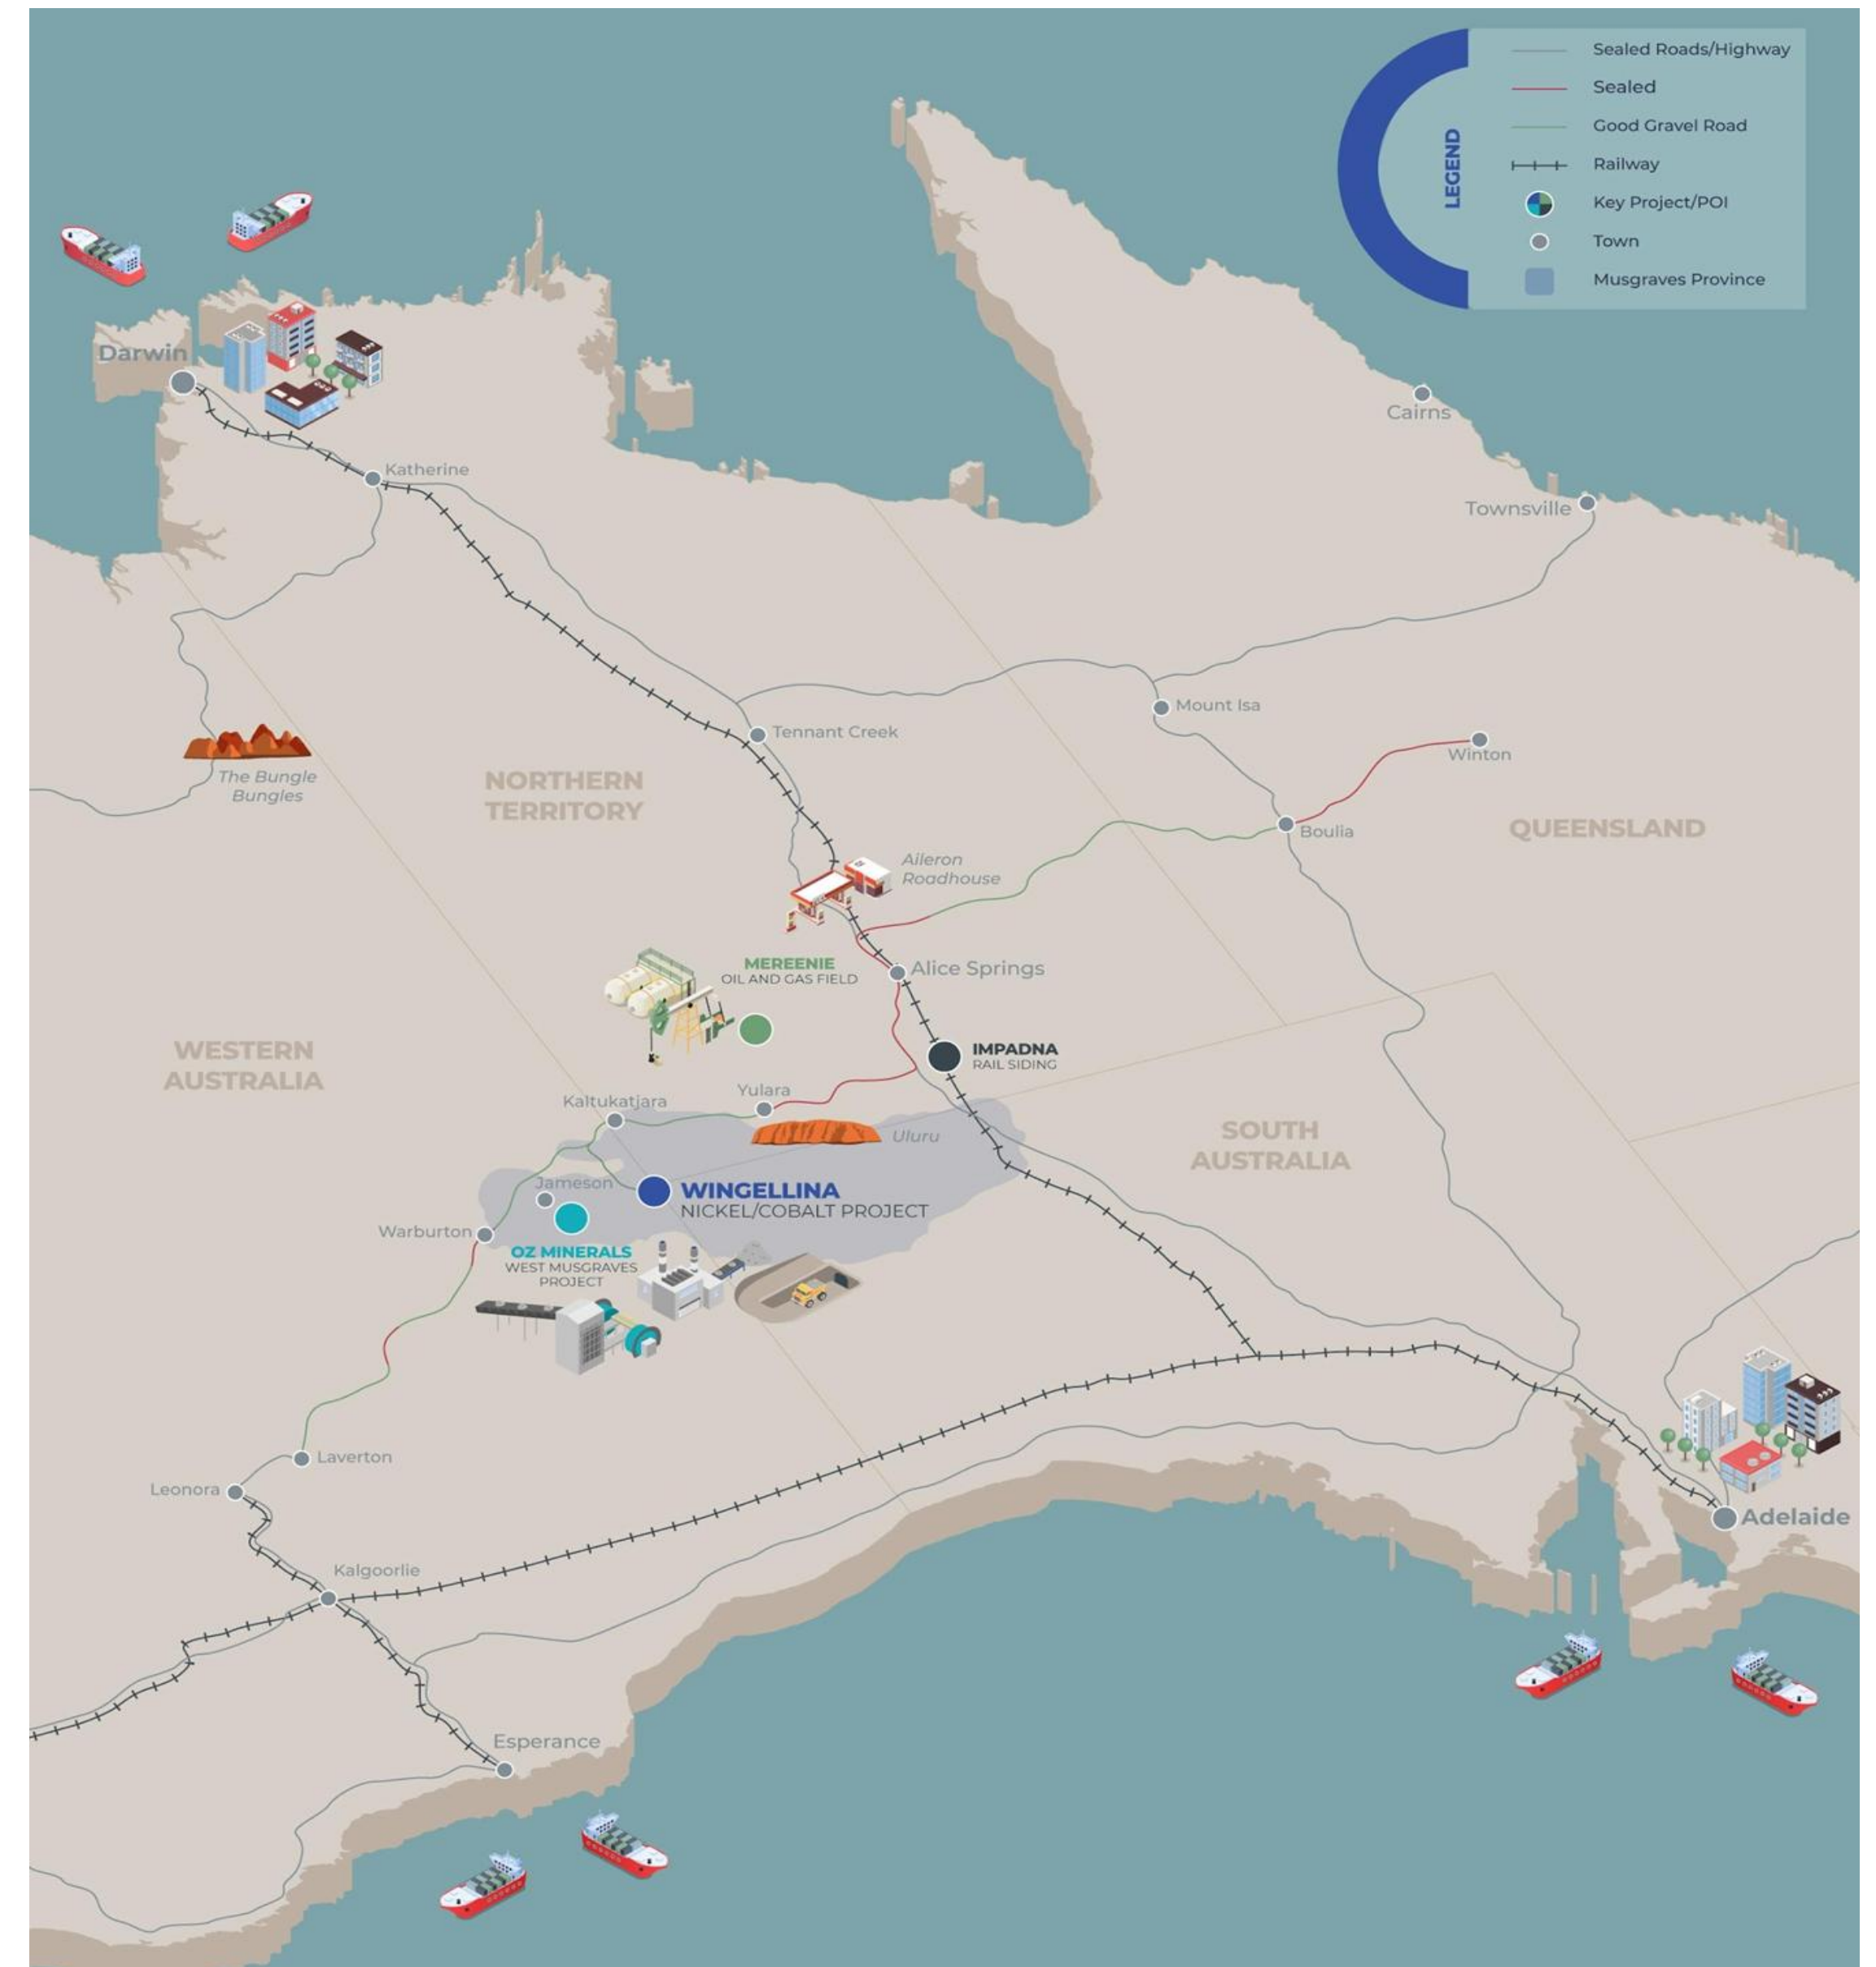 LEGEND
Sealed Roads/Highway
Sealed
Good Gravel Road
Railway
Key Project/POI
Town
Musgraves Province
Darwin
Katherine
Cairns
Townsville
Mount Isa
Tennant Creek
Winton
The Bungle
Bungles
NORTHERN
TERRITORY
Boulia
QUEENSLAND
Aileron
Roadhouse
MEREENIE
OIL AND GAS FIELD
Alice Springs
WESTERN
AUSTRALIA
IMPADNA
RAIL SIDING
Yulara
Kaltukatjara
Uluru
SOUTH
AUSTRALIA
Jameson
WINGELLINA
NICKEL/COBALT PROJECT
Warburton
OZ MINERALS
WEST MUSGRAVES
PROJECT
Laverton
Leonora
Adelaide
Kalgoorlie
Esperance